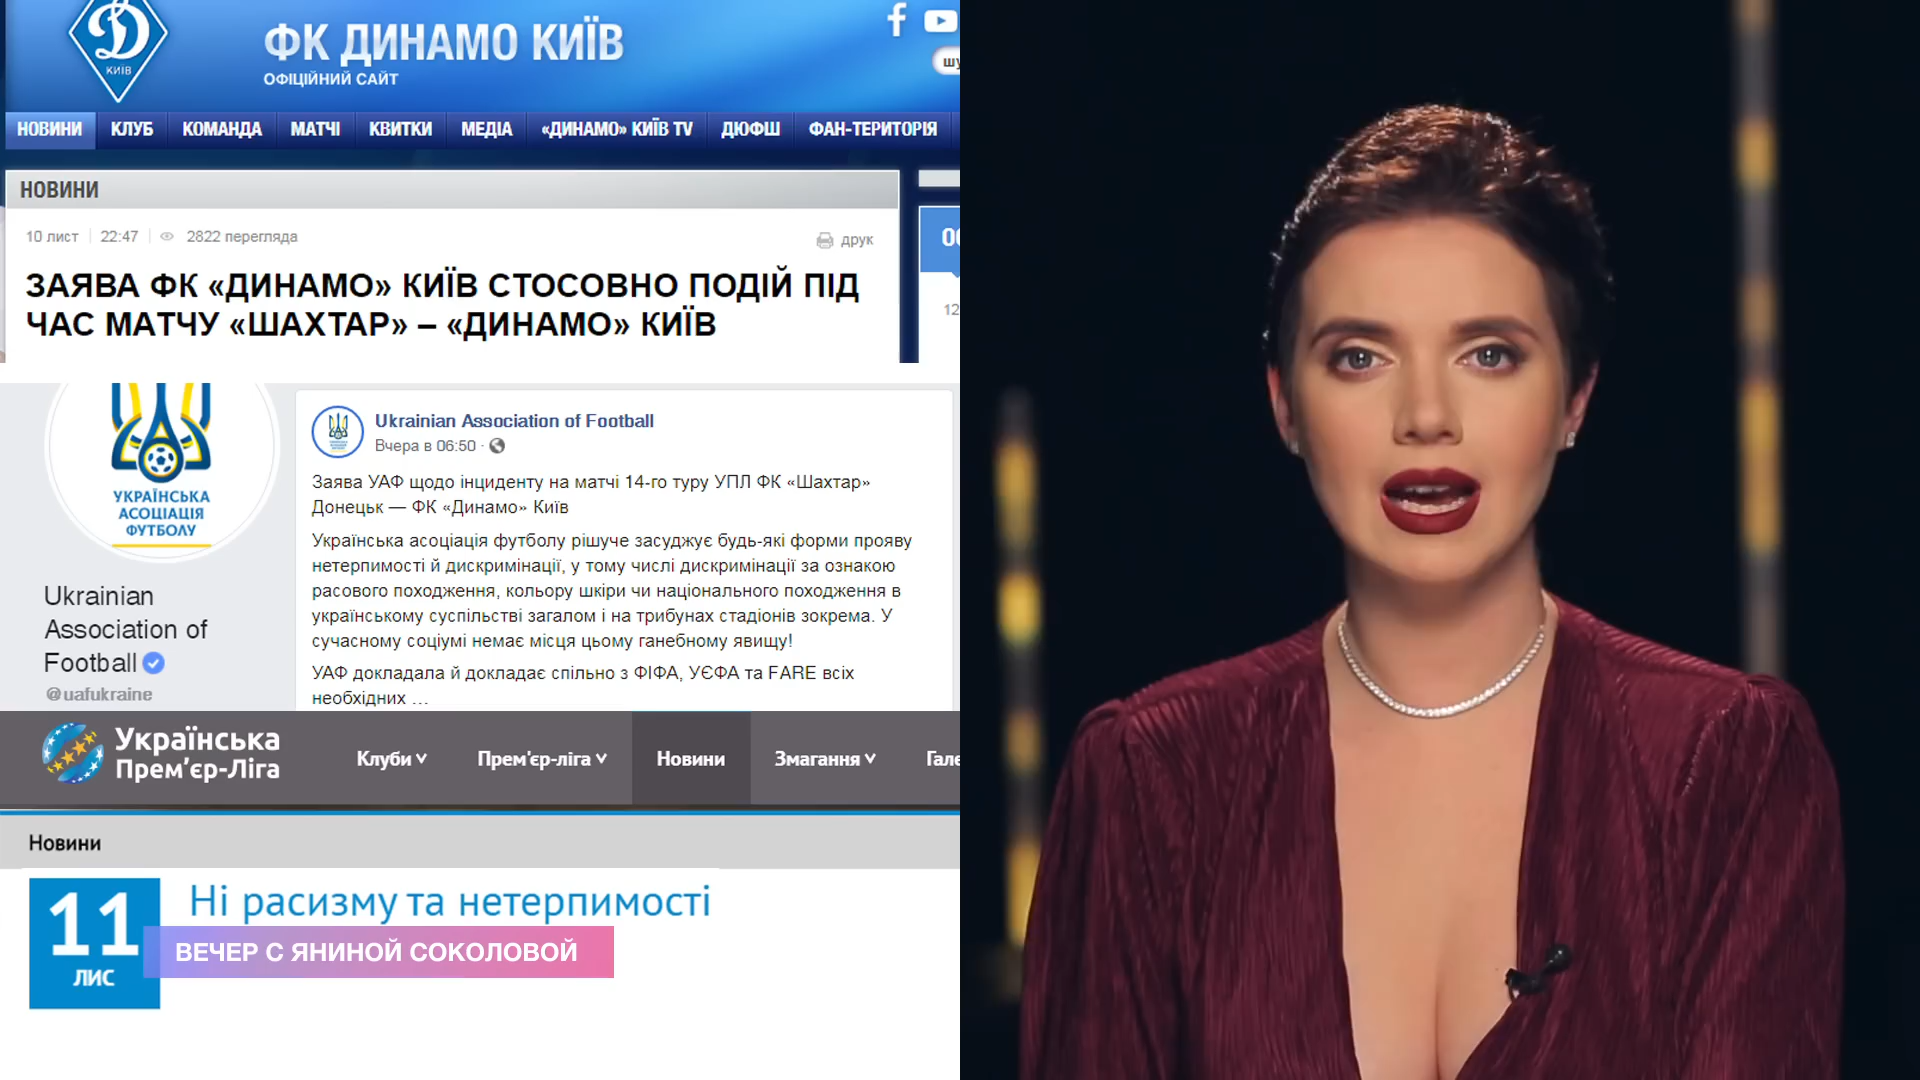 КИЇВ
ФК ДИНАМО КИЇВ
ОФІЦІЙНИЙ САЙТ
НОВИНИ КЛУБ КОМАНДА МАТЧІ КВИТКИ МЕДІА «ДИНАМО» КИЇВ TV ДЮФШ ФАН-ТЕРИТОРІЯ
НОВИНИ
10 лист 22:47 2822 перегляда
друк
ЗАЯВА ФК «ДИНАМО» КИЇВ СТОСОВНО ПОДІЙ ПІД
ЧАС МАТЧУ «ШАХТАР» – «ДИНАМО» КИЇВ
12
УКРАЇНСЬКА
АСОЦІАЦІЯ
ФУТБОЛУ
Ukrainian
Association of
Football
@uafukraine
Ukrainian Association of Football
Вчера в 06:50 ·
Заява УАФ щодо інциденту на матчі 14-го туру УПЛ ФК «Шахтар»
Донецьк — ФК «Динамо» Київ
Українська асоціація футболу рішуче засуджує будь-які форми прояву
нетерпимості й дискримінації, у тому числі дискримінації за ознакою
расового походження, кольору шкіри чи національного походження в
українському суспільстві загалом і на трибунах стадіонів зокрема. У
сучасному соціумі немає місця цьому ганебному явищу!
УАФ докладала й докладає спільно з ФІФА, УЄФА та FARE всіх
необхідних ...
Українська
Прем’єр-Ліга
Клуби Прем'єр-ліга Новини Змагання Гале
Новини
11
ЛИС
Ні расизму та нетерпимості
ВЕЧЕР С ЯНИНОЙ СОКОЛОВОЙ